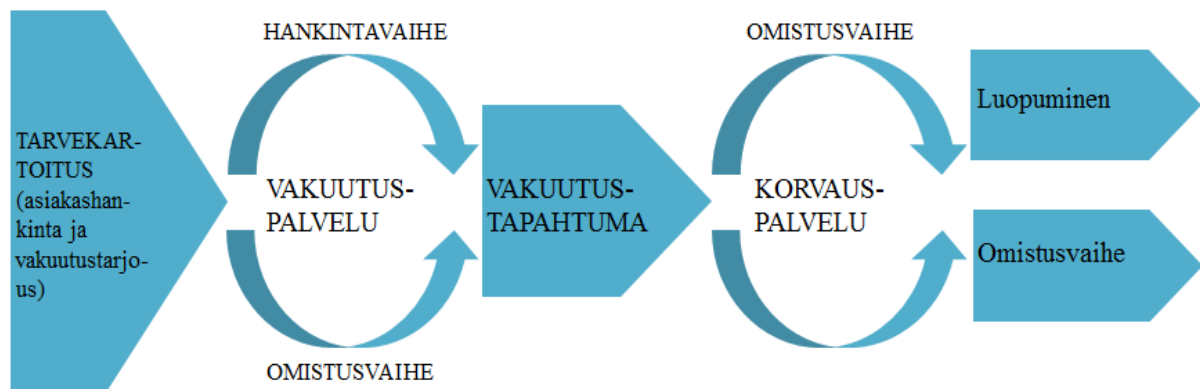 TARVEKAR-
TOITUS
(asiakashan-
kinta ja
vakuutustarjo-
us)
HANKINTAVAIHE
VAKUUTUS-
PALVELU
OMISTUSVAIHE
VAKUUTUS-
TAPAHTUMA
OMISTUSVAIHE
KORVAUS-
PALVELU
Luopuminen
Omistusvaihe